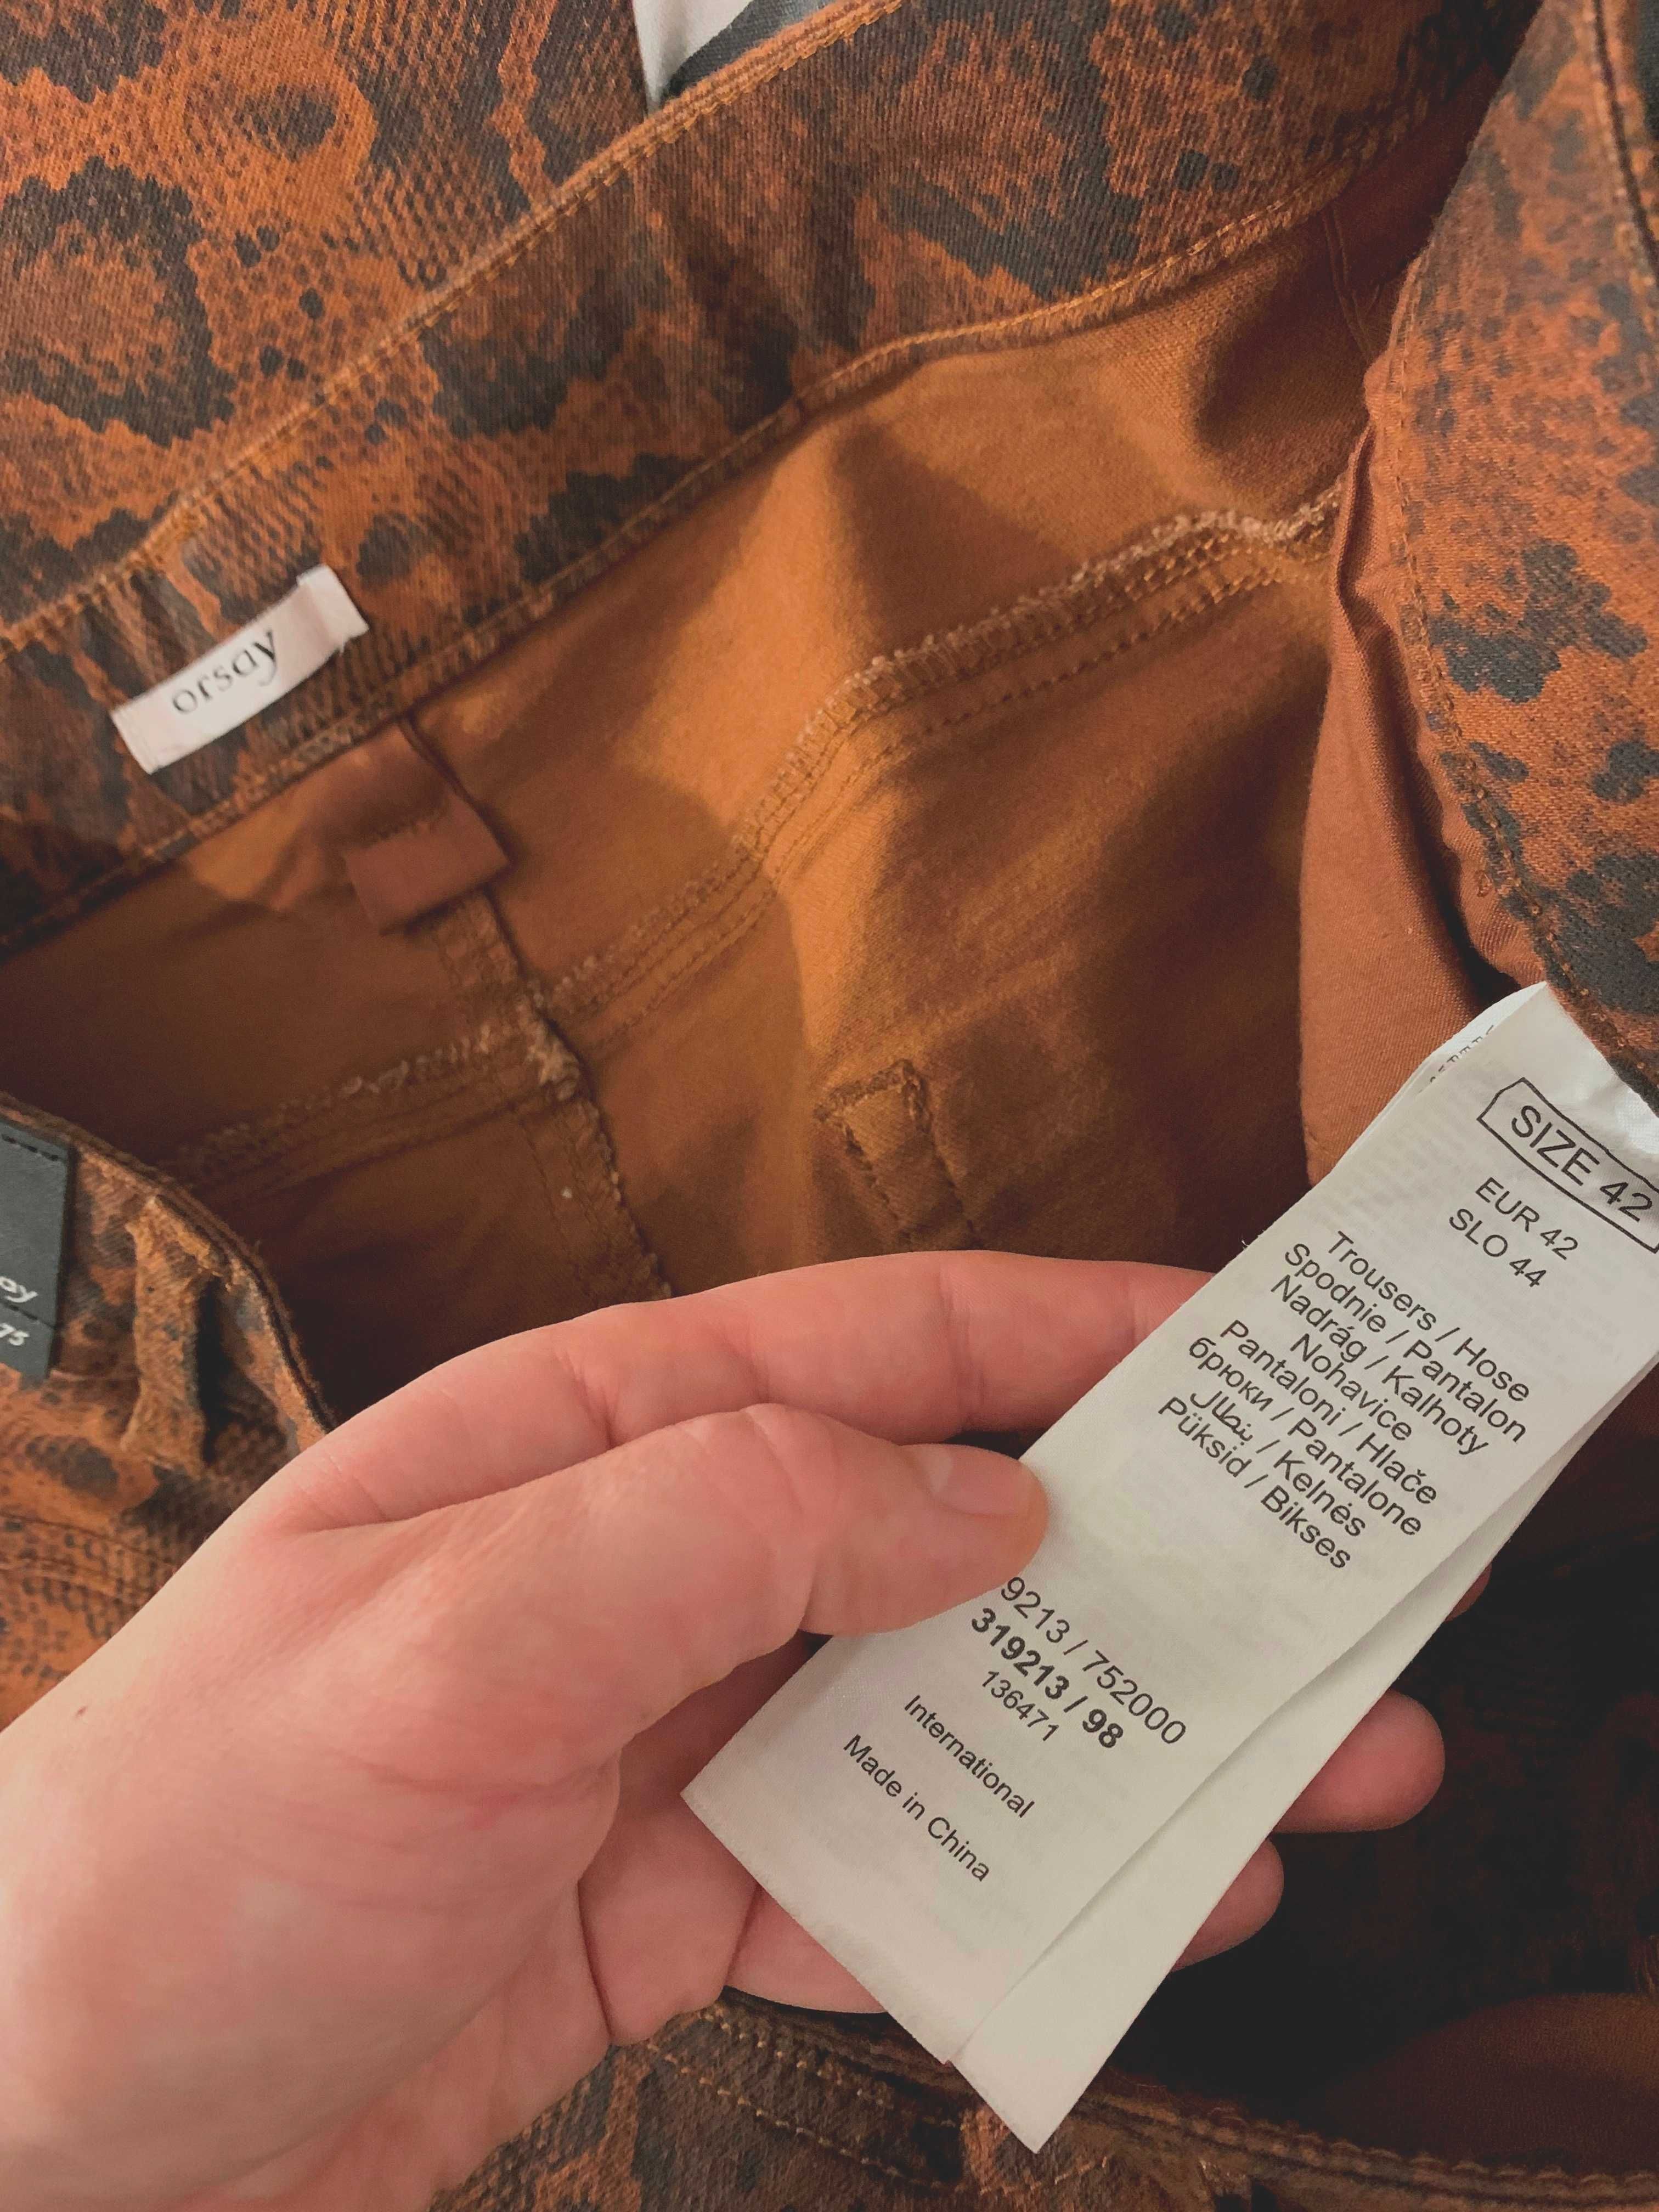 orsay
SIZE 42
EUR 42
SLO 44
Trousers / Hose
Spodnie / Pantalon
Nadrág / Kalhoty
Nohavice
Pantaloni / Hlače
брюки / Pantalone
بنطال / Kelnės
Püksid / Bikses
9213 / 752000
319213 / 98
136471
International
Made in China
75